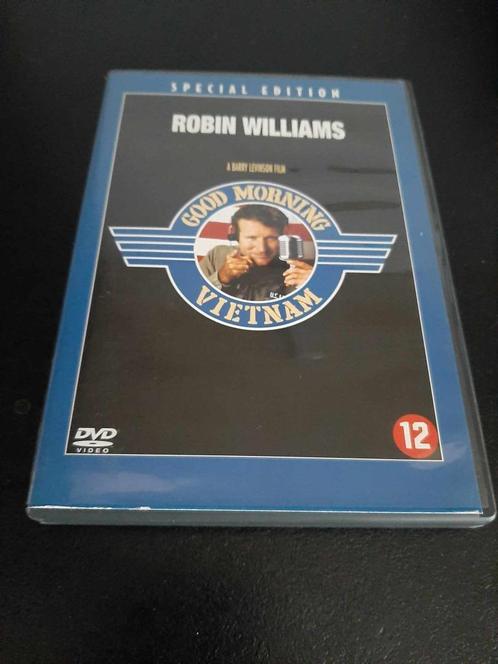 SPECIAL EDITION
ROBIN WILLIAMS
A BARRY LEVINSON FILM
GOOD MORNING
VIETNAM
DVD
VIDEO
12